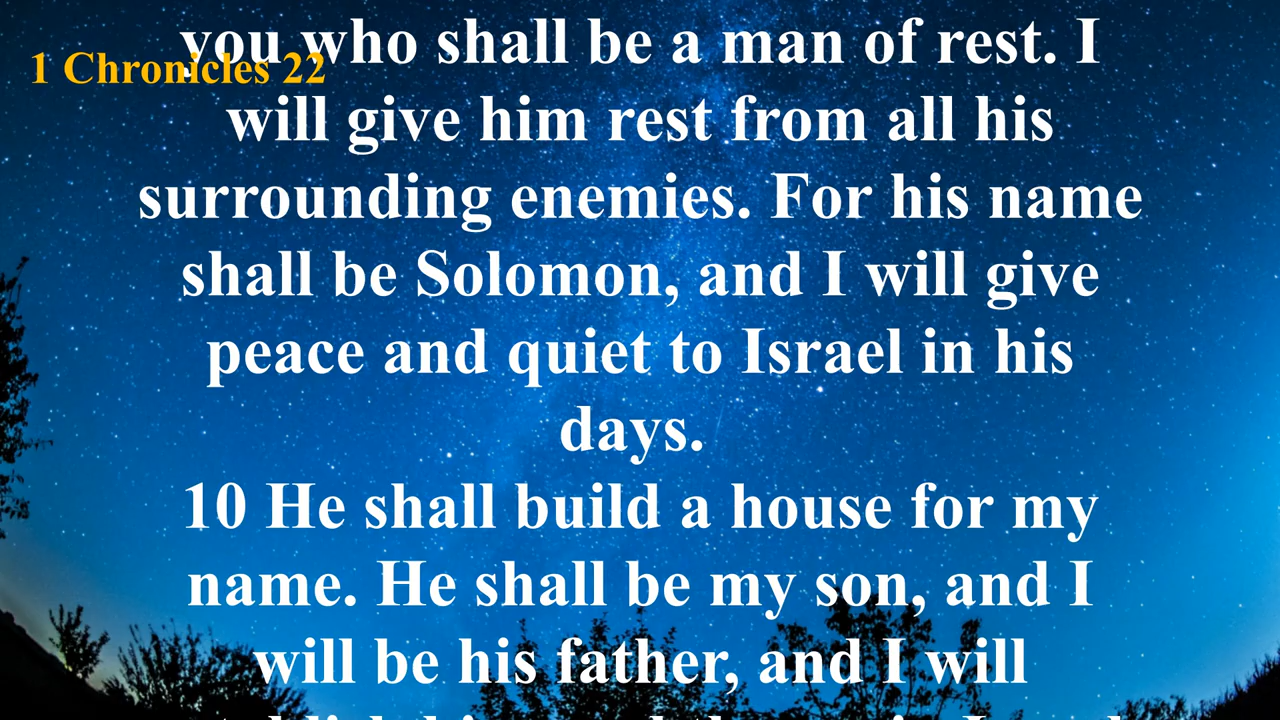 you who shall be a man of rest. I
1 Chronicles 22
will give him rest from all his
surrounding enemies. For his name
shall be Solomon, and I will give
peace and quiet to Israel in his
days.
10 He shall build a house for my
name. He shall be my son, and I
will be his father, and I will